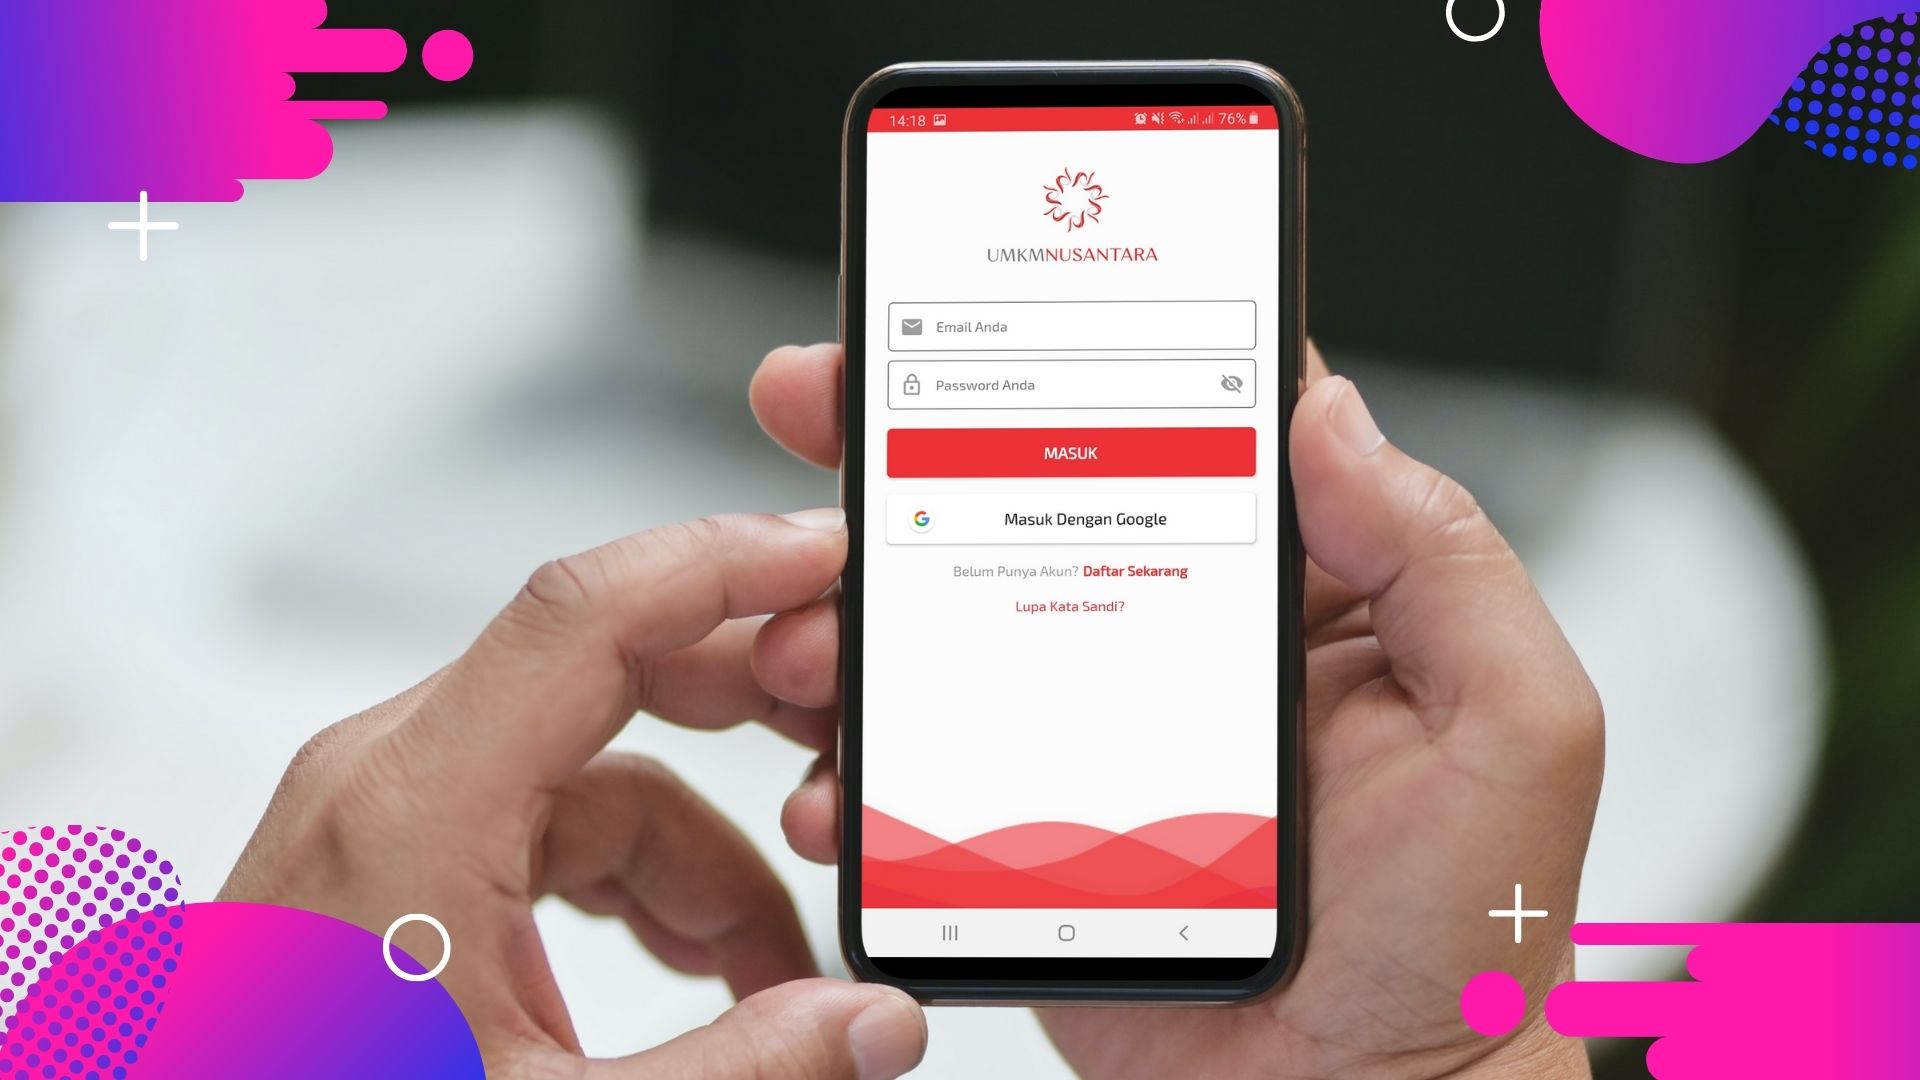 14:18 76%
UMKMNUSANTARA
Email Anda
Password Anda
MASUK
Masuk Dengan Google
Belum Punya Akun? Daftar Sekarang
Lupa Kata Sandi?